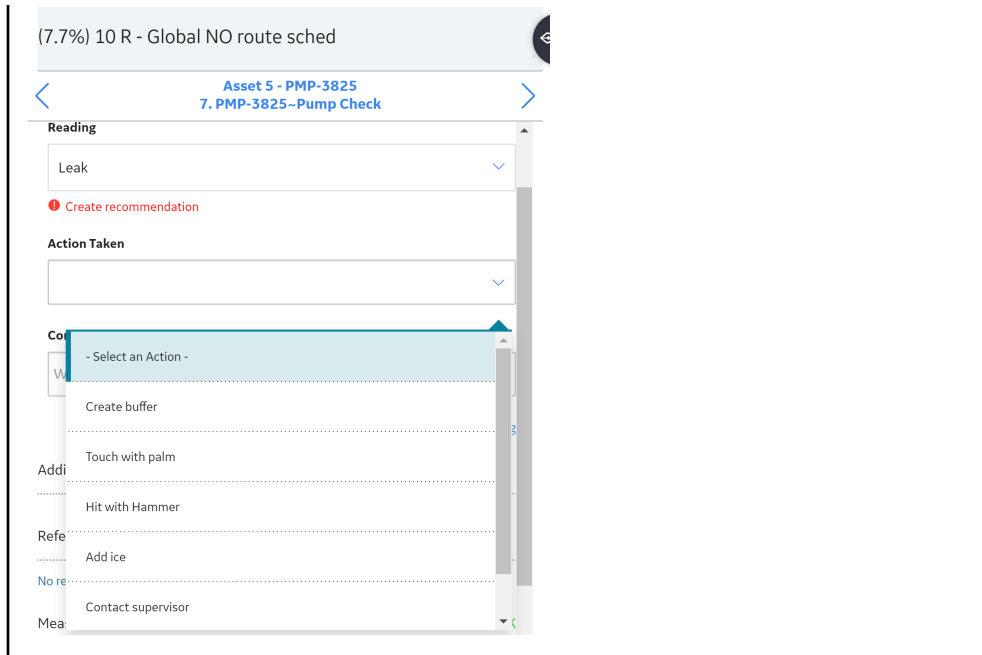 (7.7%) 10 R - Global NO route sched
Asset 5 - PMP-3825
7. PMP-3825~Pump Check
Reading
Leak
Create recommendation
Action Taken
- Select an Action -
Create buffer
Touch with palm
Hit with Hammer
Add ice
Contact supervisor